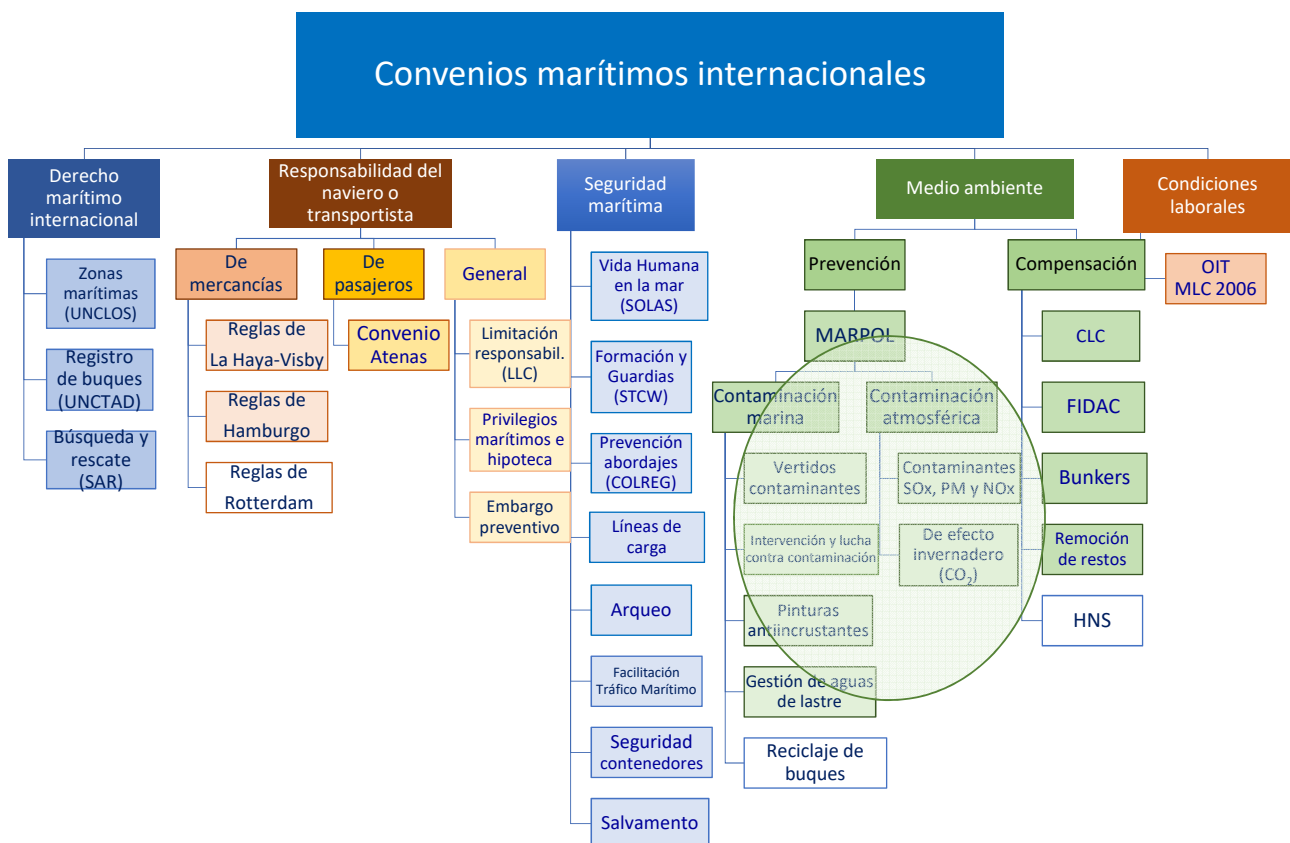 Convenios marítimos internacionales
Derecho
marítimo
internacional
Zonas
marítimas
(UNCLOS)
Registro
de buques
(UNCTAD)
Búsqueda y
rescate
(SAR)
Responsabilidad del
naviero o
transportista
De
mercancías
Reglas de
La Haya-Visby
Reglas de
Hamburgo
Reglas de
Rotterdam
De
pasajeros
Convenio
Atenas
General
Limitación
responsabil.
(LLC)
Privilegios
marítimos e
hipoteca
Embargo
preventivo
Seguridad
marítima
Vida Humana
en la mar
(SOLAS)
Formación y
Guardias
(STCW)
Prevención
abordajes
(COLREG)
Líneas de
carga
Arqueo
Facilitación
Tráfico Marítimo
Seguridad
contenedores
Salvamento
Medio ambiente
Prevención
MARPOL
Contaminación
marina
Vertidos
contaminantes
Intervención y lucha
contra contaminación
Pinturas
antiincrustantes
Gestión de aguas
de lastre
Reciclaje de
buques
Contaminación
atmosférica
Contaminantes
SOx, PM y NOx
De efecto
invernadero
(CO₂)
Compensación
CLC
FIDAC
Bunkers
Remoción
de restos
HNS
Condiciones
laborales
OIT
MLC 2006